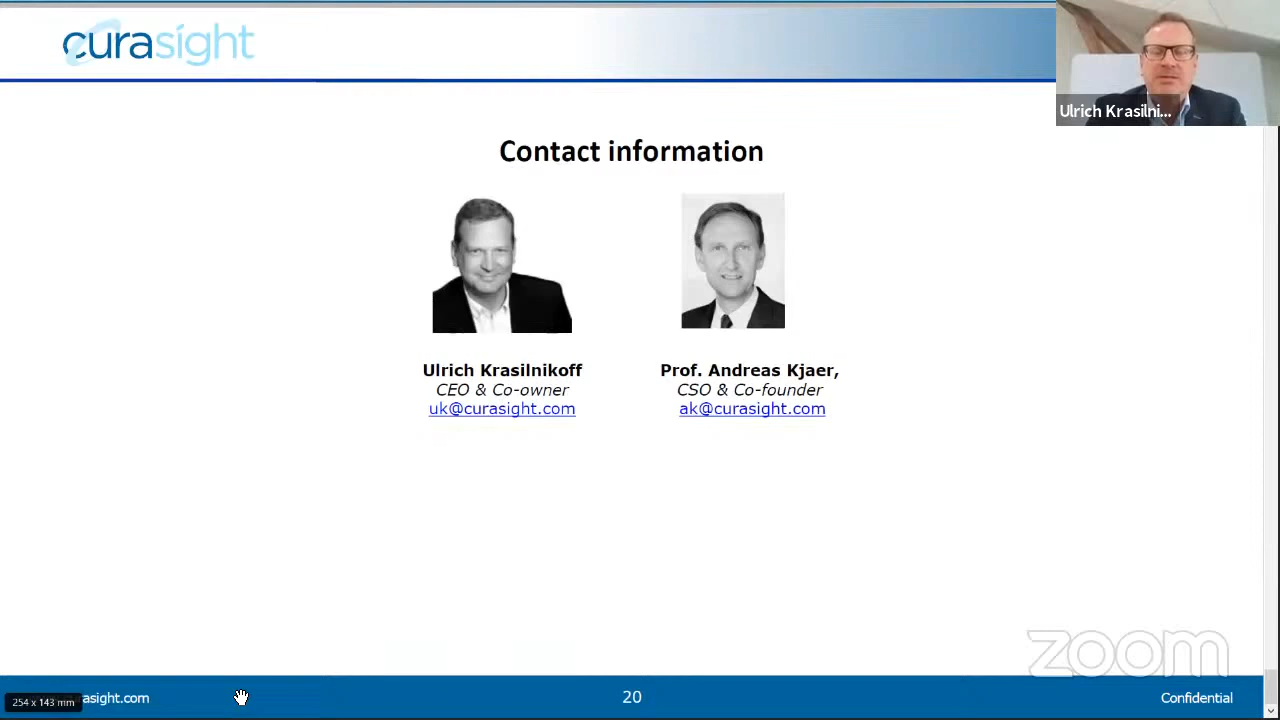 curasight
Ulrich Krasilni...
Contact information
Ulrich Krasilnikoff
Prof. Andreas Kjaer,
CEO & Co-owner
CSO & Co-founder
uk@curasight.com
ak@curasight.com
zoom
254 x 143 mm
asight.com
20
Confidential